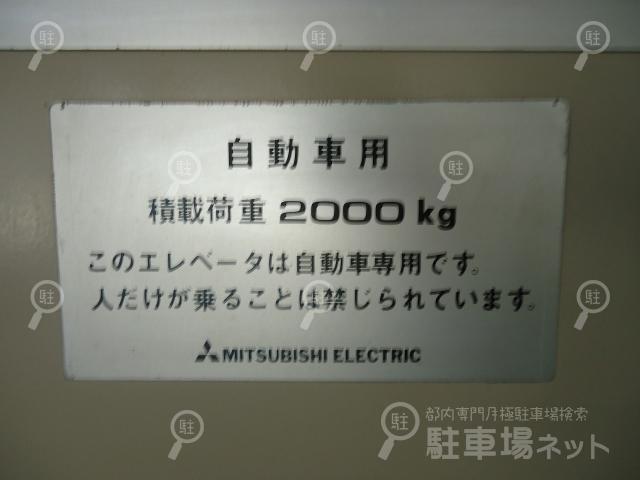 自動車用
積載荷重 2000 kg
このエレベータは自動車専用です。
人だけが乗ることは禁じられています。
MITSUBISHI ELECTRIC
都内専門月極駐車場検索
駐車場ネット